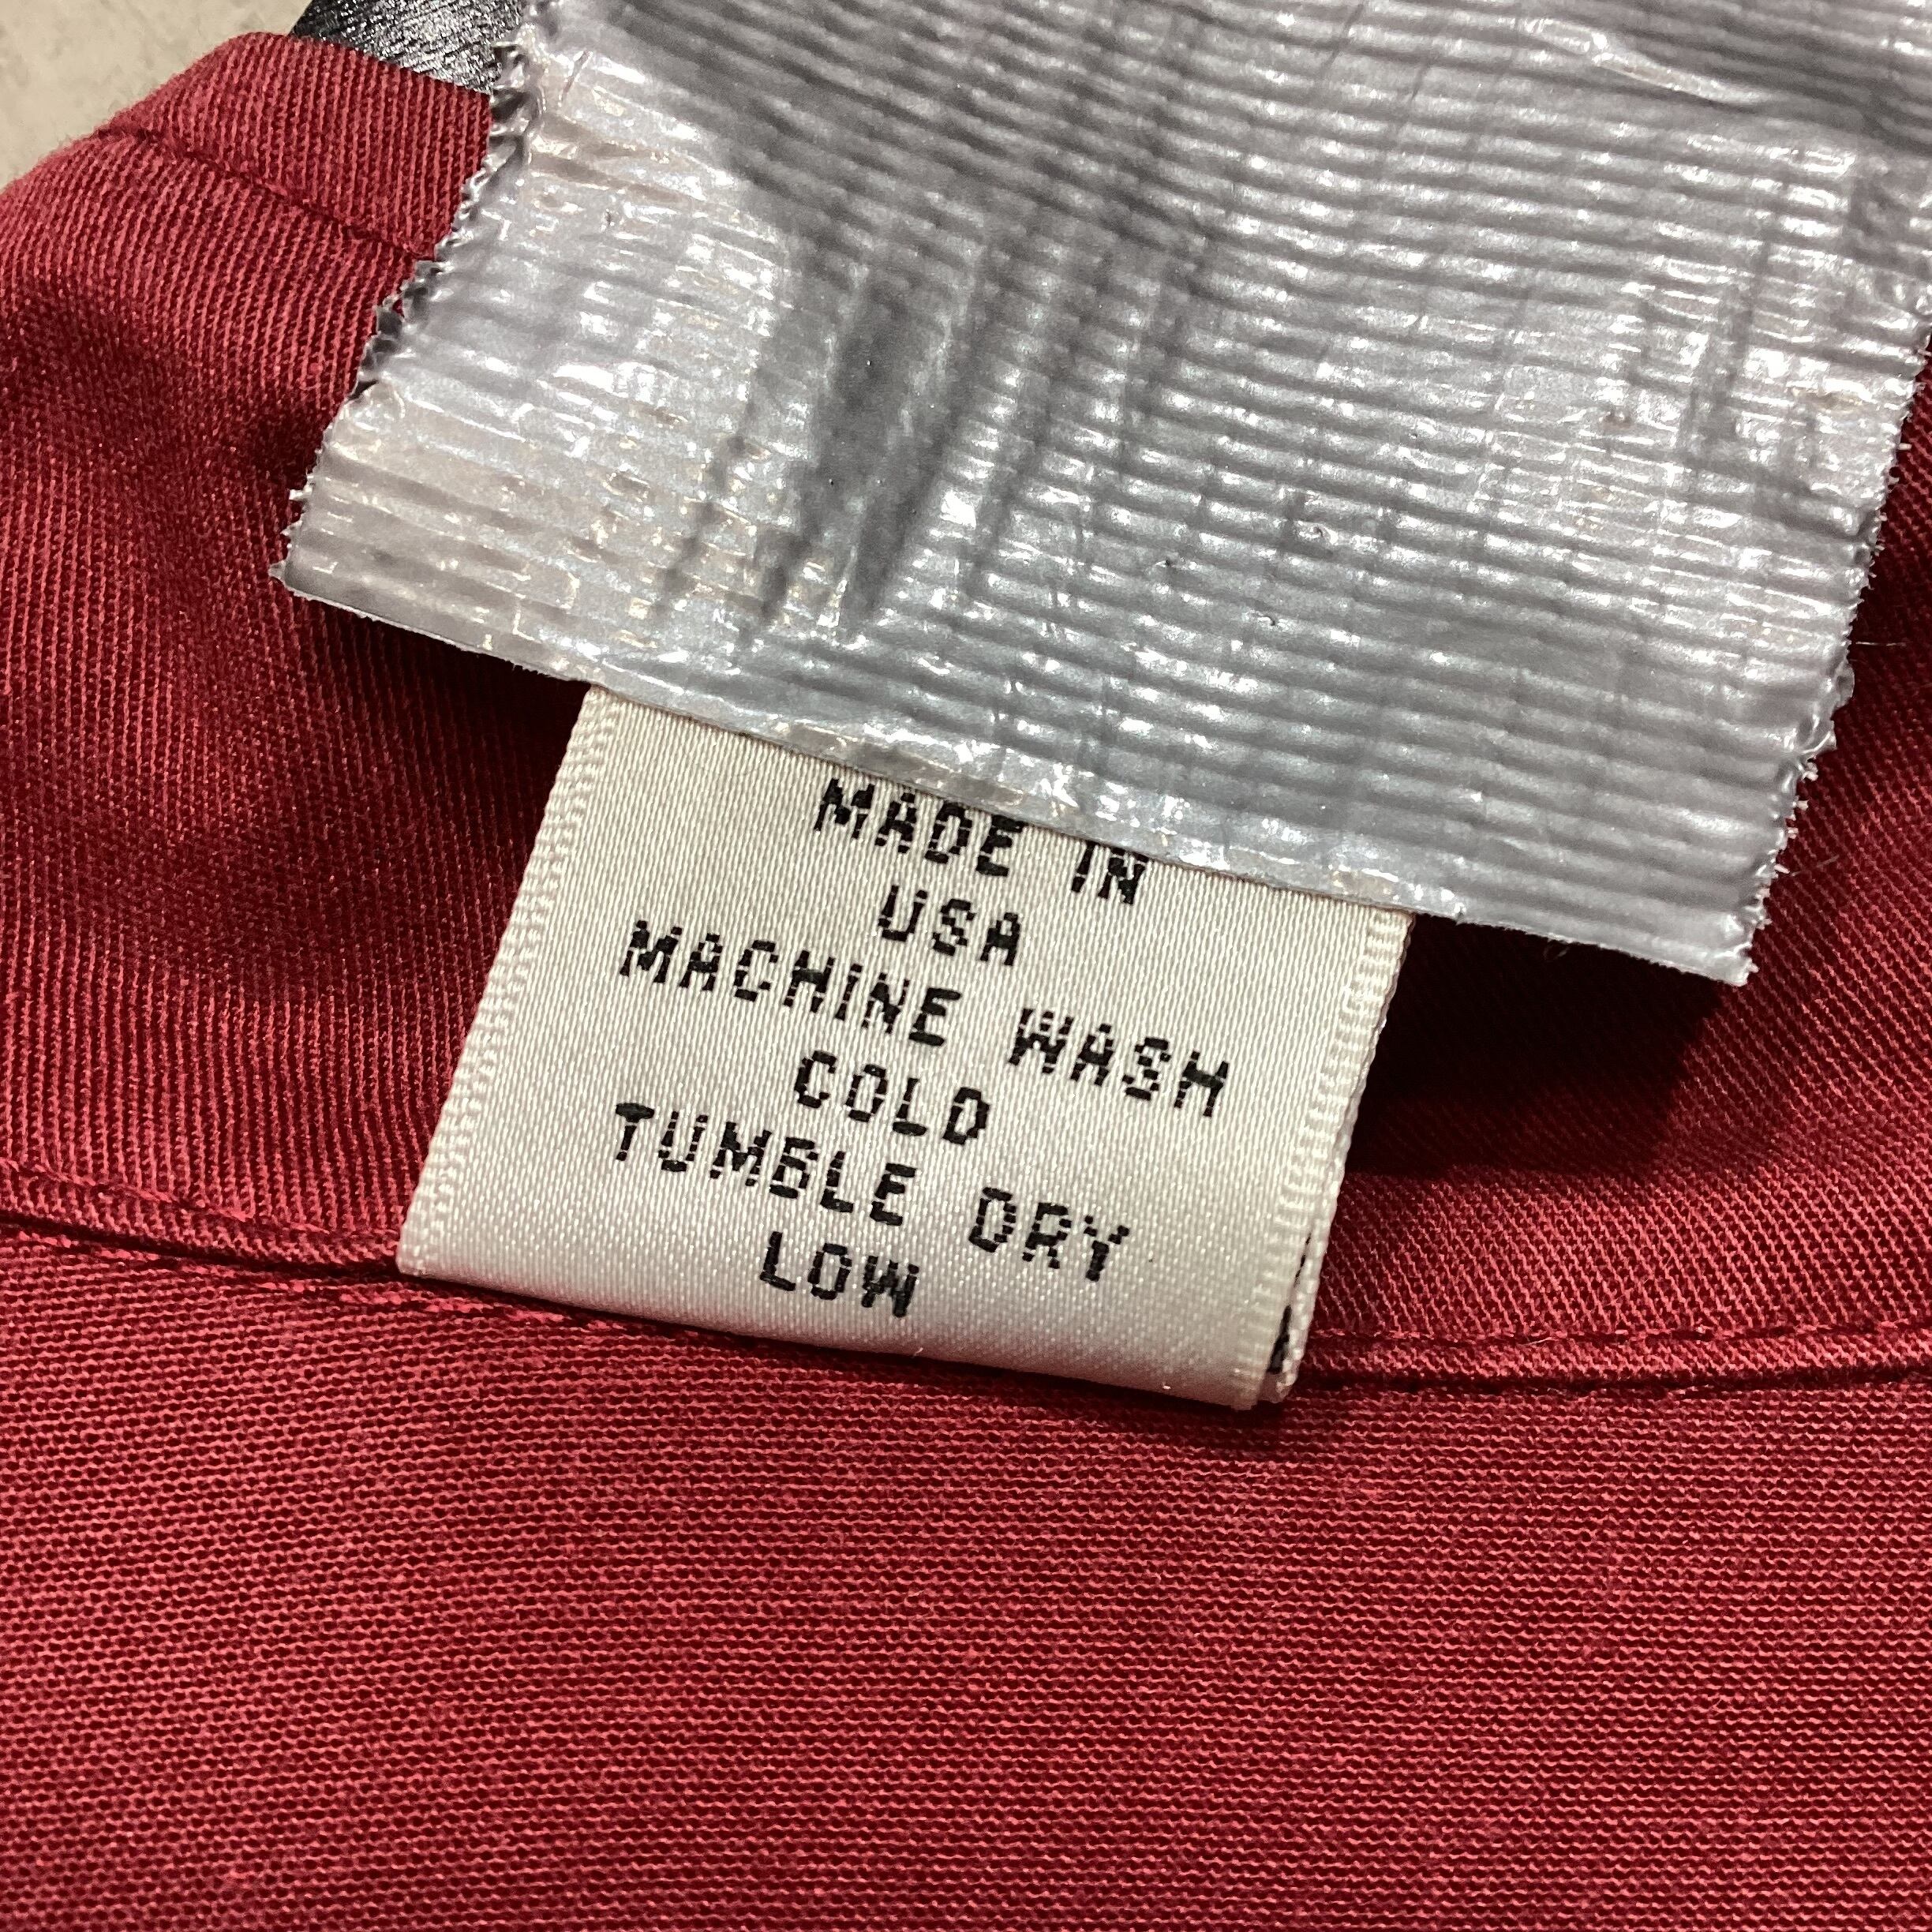 MADE IN
USA
MACHINE WASH
COLD
TUMBLE DRY
LOW